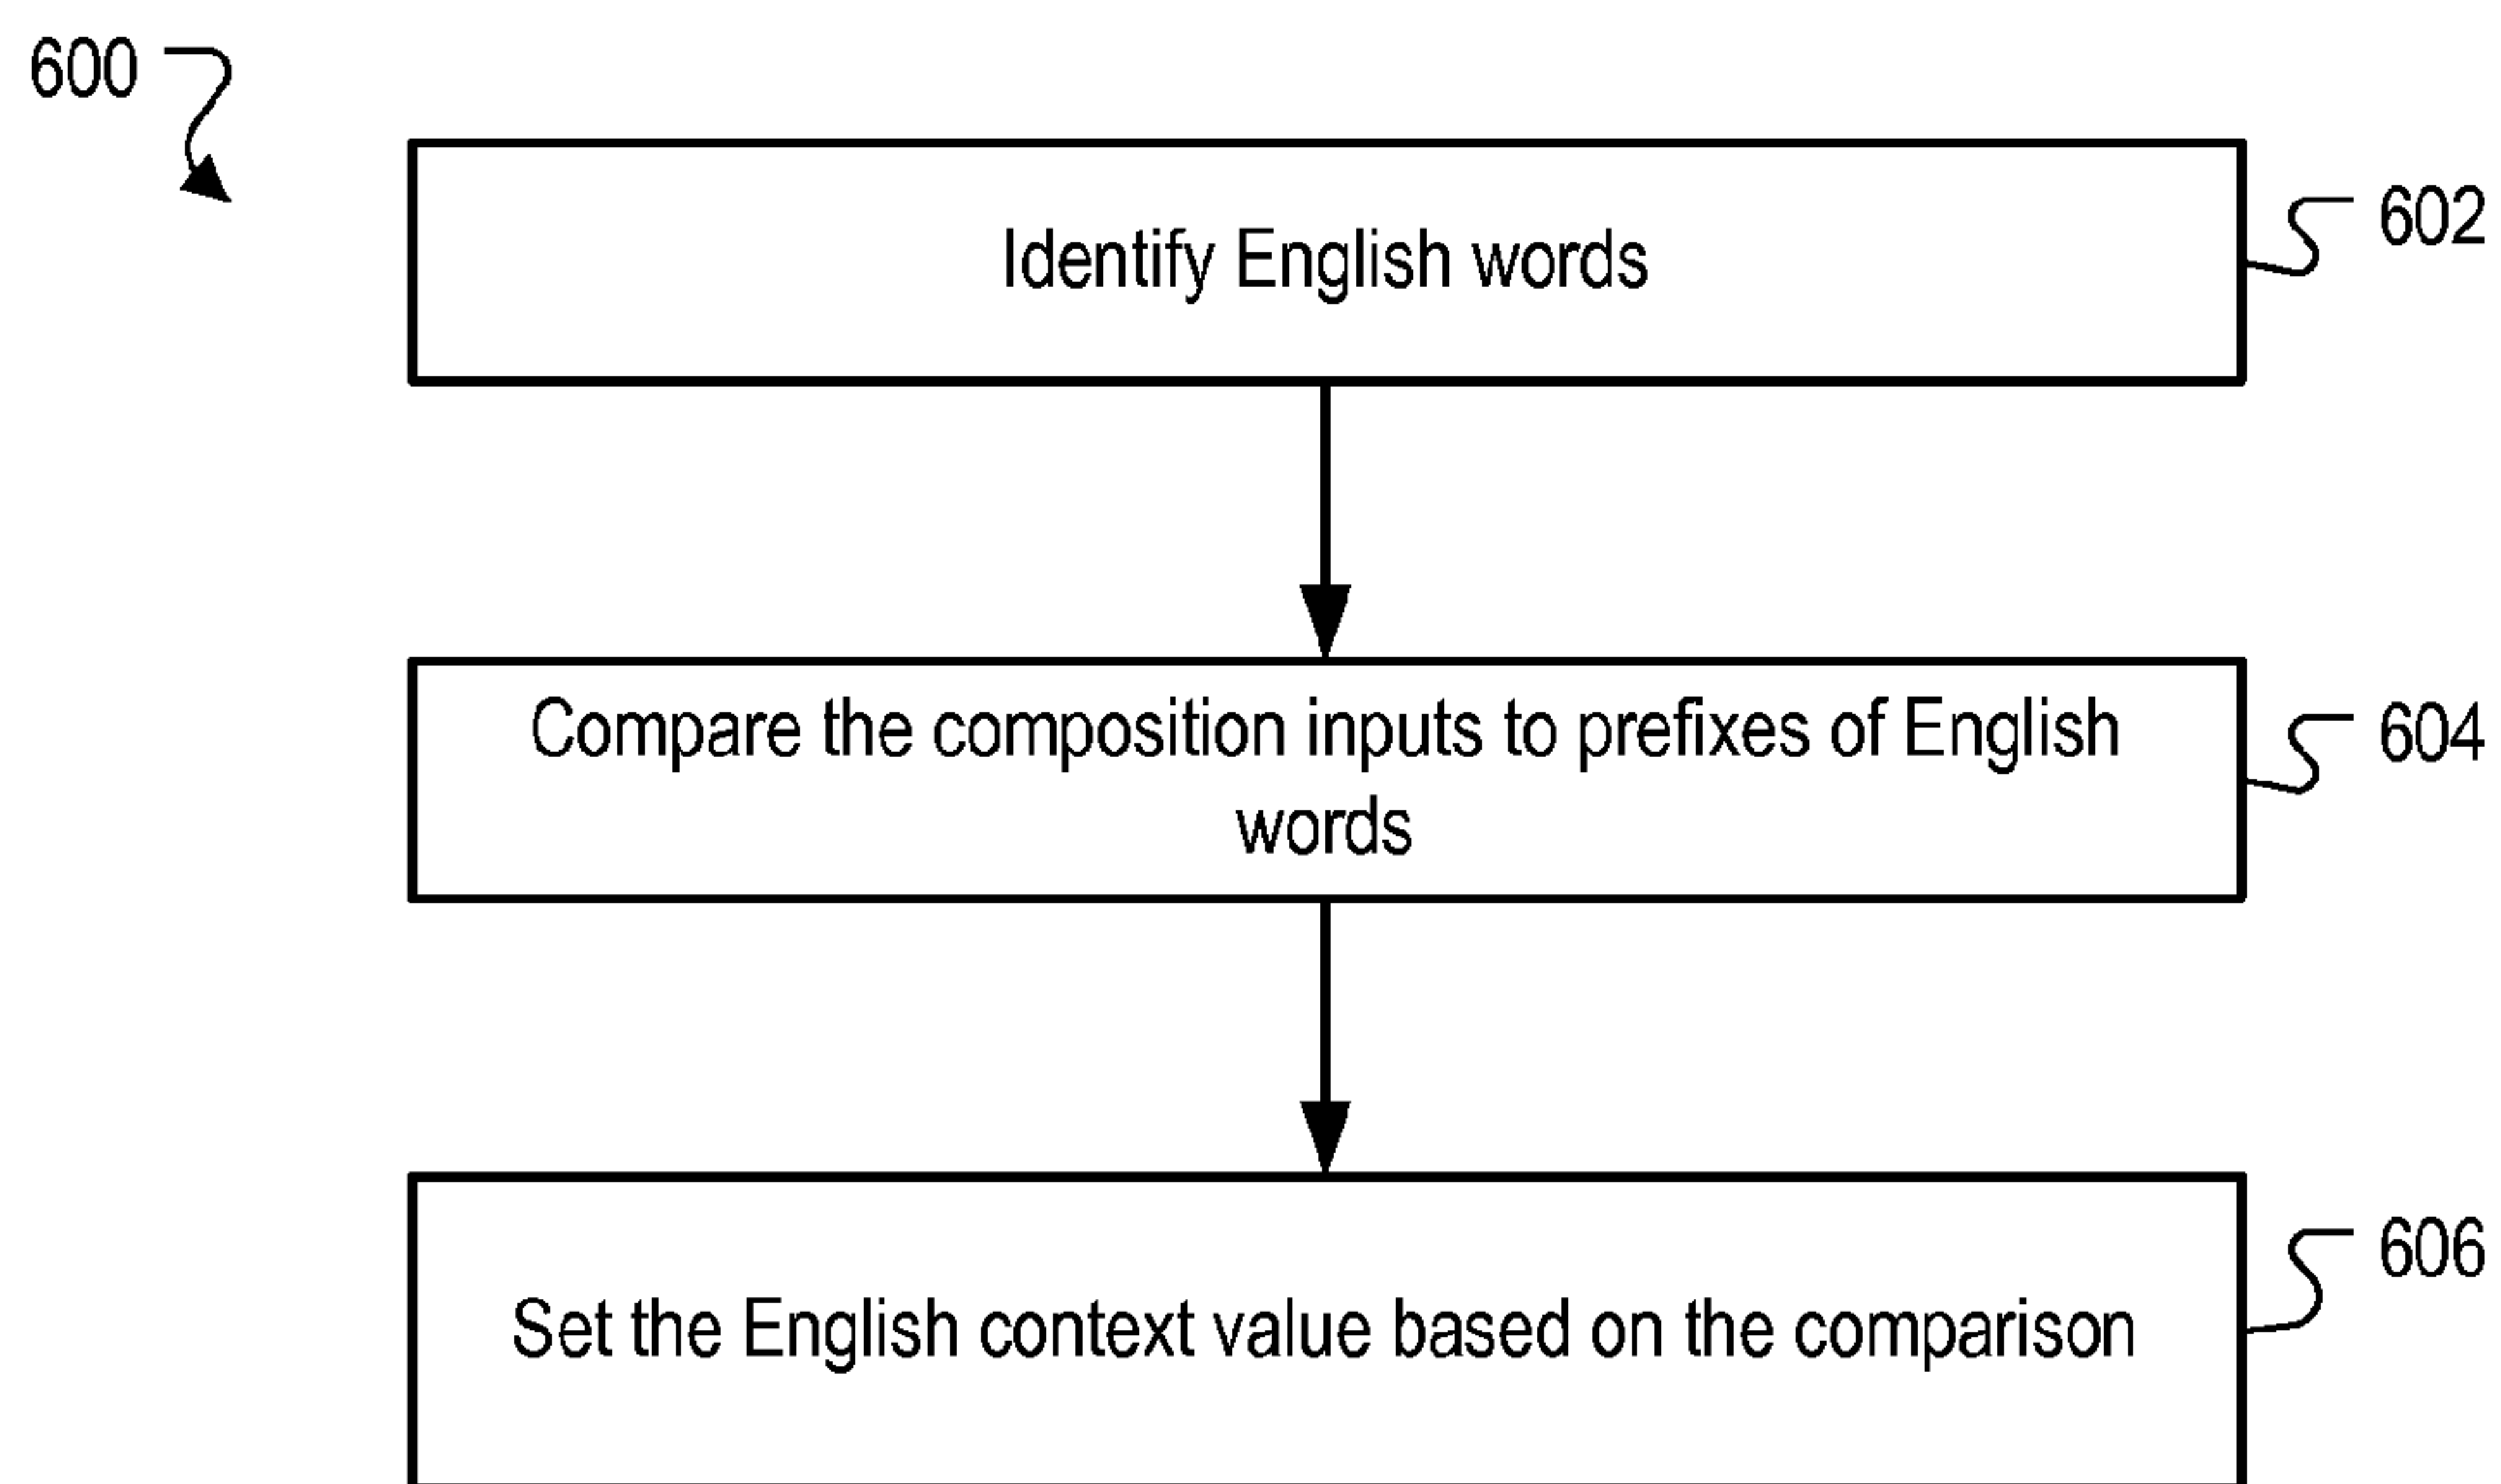 600
Identify English words
602
Compare the composition inputs to prefixes of English
words
604
Set the English context value based on the comparison
606